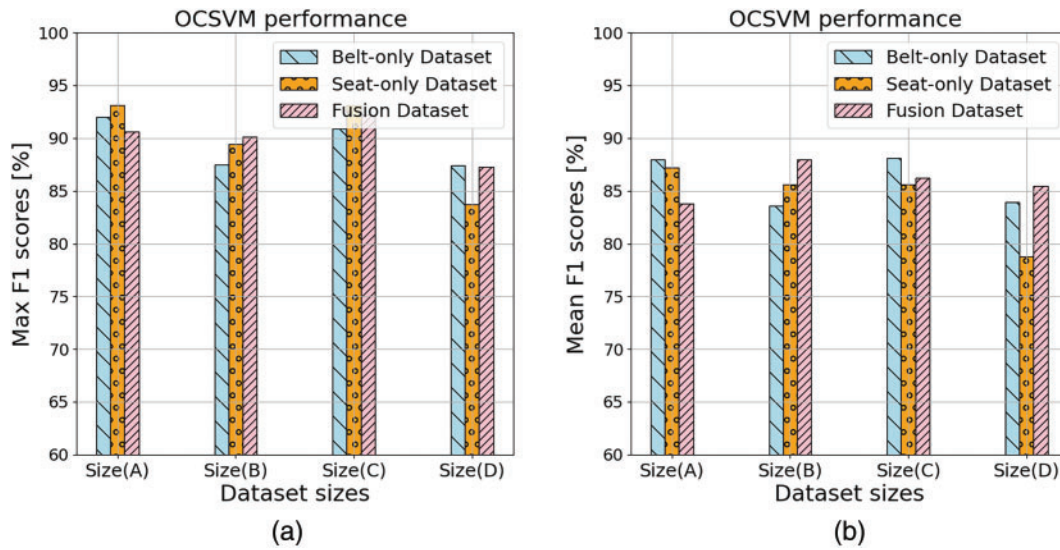 OCSVM performance
Max F1 scores [%]
100
95
90
85
80
75
70
65
60
Belt-only Dataset
Seat-only Dataset
Fusion Dataset
Size(A) Size(B) Size(C) Size(D)
Dataset sizes
(a)
OCSVM performance
Mean F1 scores [%]
100
95
90
85
80
75
70
65
60
Belt-only Dataset
Seat-only Dataset
Fusion Dataset
Size(A) Size(B) Size(C) Size(D)
Dataset sizes
(b)